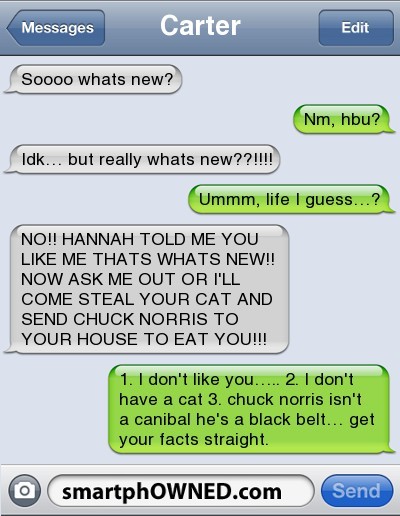 Messages
Carter
Edit
Soooo whats new?
Nm, hbu?
Idk... but really whats new??!!!!
Ummm, life I guess...?
NO!! HANNAH TOLD ME YOU
LIKE ME THATS WHATS NEW!!
NOW ASK ME OUT OR I'LL
COME STEAL YOUR CAT AND
SEND CHUCK NORRIS TO
YOUR HOUSE TO EAT YOU!!!
1. I don't like you..... 2. I don't
have a cat 3. chuck norris isn't
a canibal he's a black belt... get
your facts straight.
smartphOWNED.com
Send